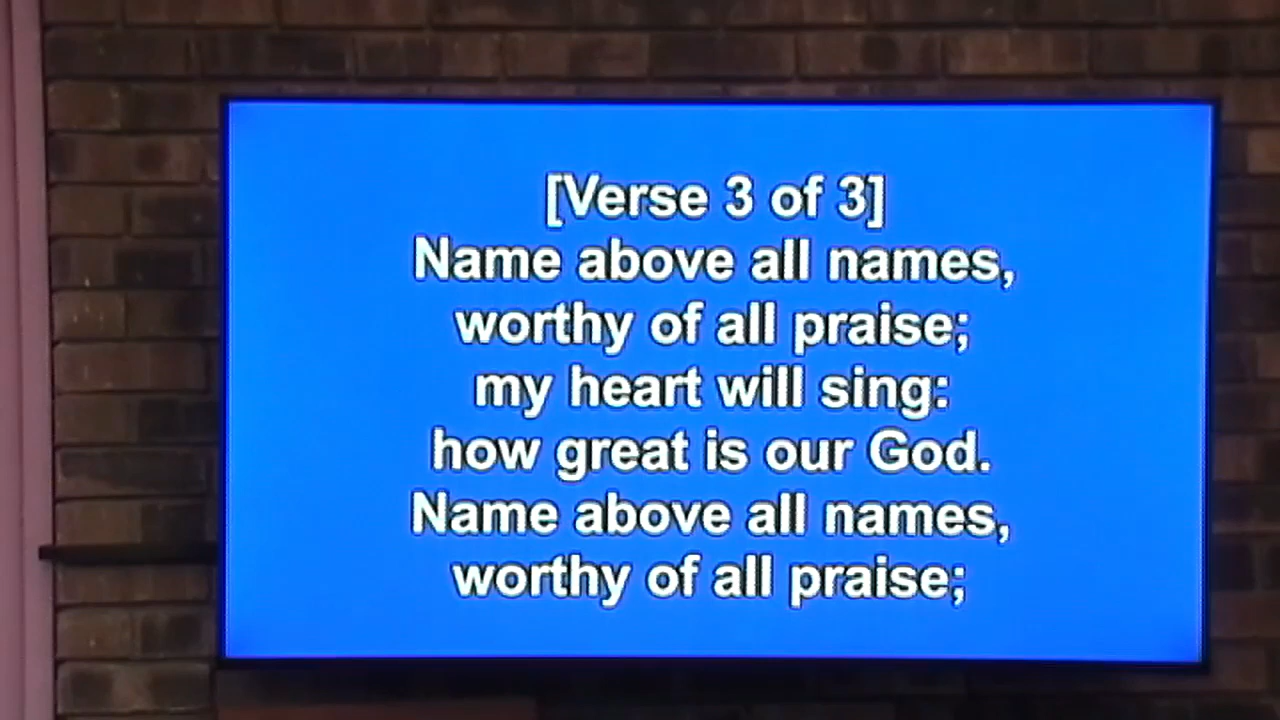 [Verse 3 of 3]
Name above all names,
worthy of all praise;
my heart will sing:
how great is our God.
Name above all names,
worthy of all praise;